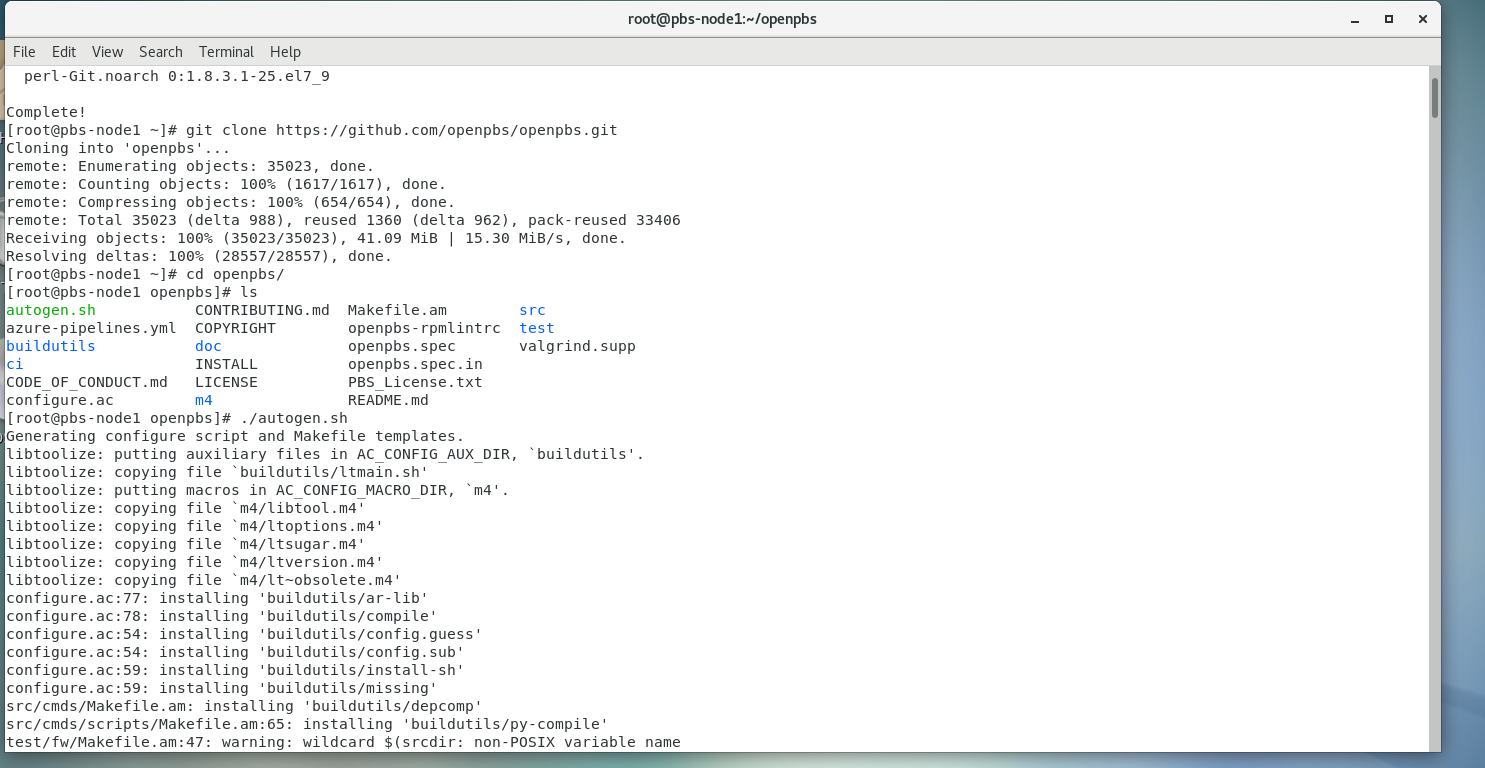 root@pbs-node1:~/openpbs
File Edit View Search Terminal Help
  perl-Git.noarch 0:1.8.3.1-25.el7_9

Complete!
[root@pbs-node1 ~]# git clone https://github.com/openpbs/openpbs.git
Cloning into 'openpbs'...
remote: Enumerating objects: 35023, done.
remote: Counting objects: 100% (1617/1617), done.
remote: Compressing objects: 100% (654/654), done.
remote: Total 35023 (delta 988), reused 1360 (delta 962), pack-reused 33406
Receiving objects: 100% (35023/35023), 41.09 MiB | 15.30 MiB/s, done.
Resolving deltas: 100% (28557/28557), done.
[root@pbs-node1 ~]# cd openpbs/
[root@pbs-node1 openpbs]# ls
autogen.sh           CONTRIBUTING.md  Makefile.am        src
azure-pipelines.yml  COPYRIGHT        openpbs-rpmlintrc  test
buildutils           doc              openpbs.spec       valgrind.supp
ci                   INSTALL          openpbs.spec.in
CODE_OF_CONDUCT.md   LICENSE          PBS_License.txt
configure.ac         m4               README.md
[root@pbs-node1 openpbs]# ./autogen.sh
Generating configure script and Makefile templates.
libtoolize: putting auxiliary files in AC_CONFIG_AUX_DIR, `buildutils'.
libtoolize: copying file `buildutils/ltmain.sh'
libtoolize: putting macros in AC_CONFIG_MACRO_DIR, `m4'.
libtoolize: copying file `m4/libtool.m4'
libtoolize: copying file `m4/ltoptions.m4'
libtoolize: copying file `m4/ltsugar.m4'
libtoolize: copying file `m4/ltversion.m4'
libtoolize: copying file `m4/lt~obsolete.m4'
configure.ac:77: installing 'buildutils/ar-lib'
configure.ac:78: installing 'buildutils/compile'
configure.ac:54: installing 'buildutils/config.guess'
configure.ac:54: installing 'buildutils/config.sub'
configure.ac:59: installing 'buildutils/install-sh'
configure.ac:59: installing 'buildutils/missing'
src/cmds/Makefile.am: installing 'buildutils/depcomp'
src/cmds/scripts/Makefile.am:65: installing 'buildutils/py-compile'
test/fw/Makefile.am:47: warning: wildcard $(srcdir: non-POSIX variable name